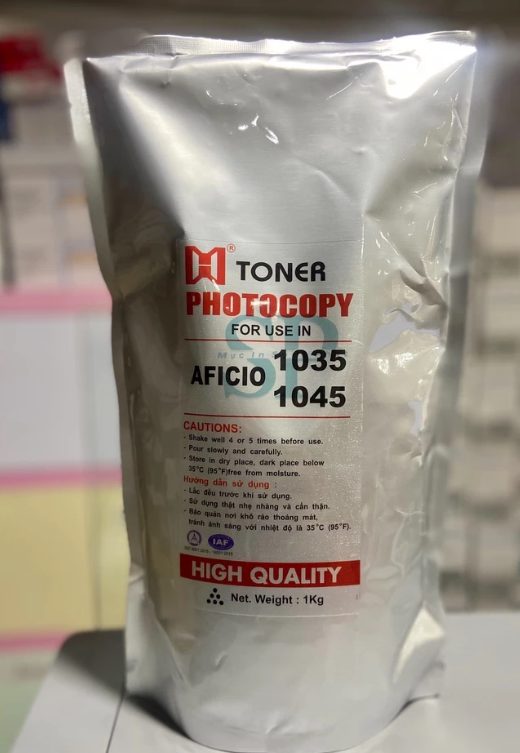 ® TONER
PHOTOCOPY
FOR USE IN
Mực In
SP
AFICIO 1035
1045
CAUTIONS:
- Shake well 4 or 5 times before use.
- Pour slowly and carefully.
- Store in dry place, dark place below
35°C (95°F)free from moisture.
Hướng dẫn sử dụng :
- Lắc đều trước khi sử dụng.
- Sử dụng thật nhẹ nhàng và cẩn thận.
- Bảo quản nơi khô ráo thoáng mát,
tránh ánh sáng với nhiệt độ là 35°C (95°F).
IAF
HIGH QUALITY
Net. Weight : 1Kg